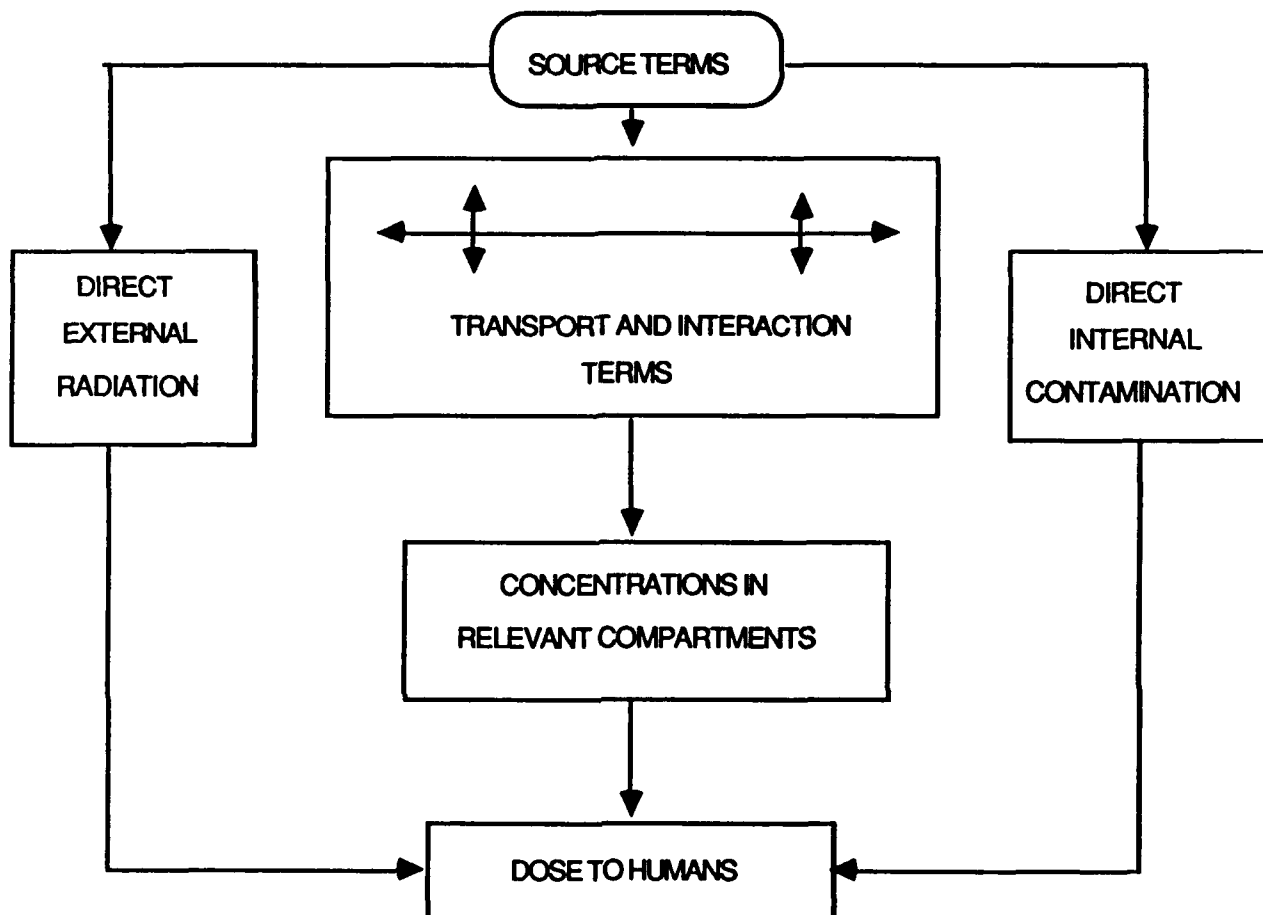 SOURCE TERMS
DIRECT
EXTERNAL
RADIATION
TRANSPORT AND INTERACTION
TERMS
DIRECT
INTERNAL
CONTAMINATION
CONCENTRATIONS IN
RELEVANT COMPARTMENTS
DOSE TO HUMANS